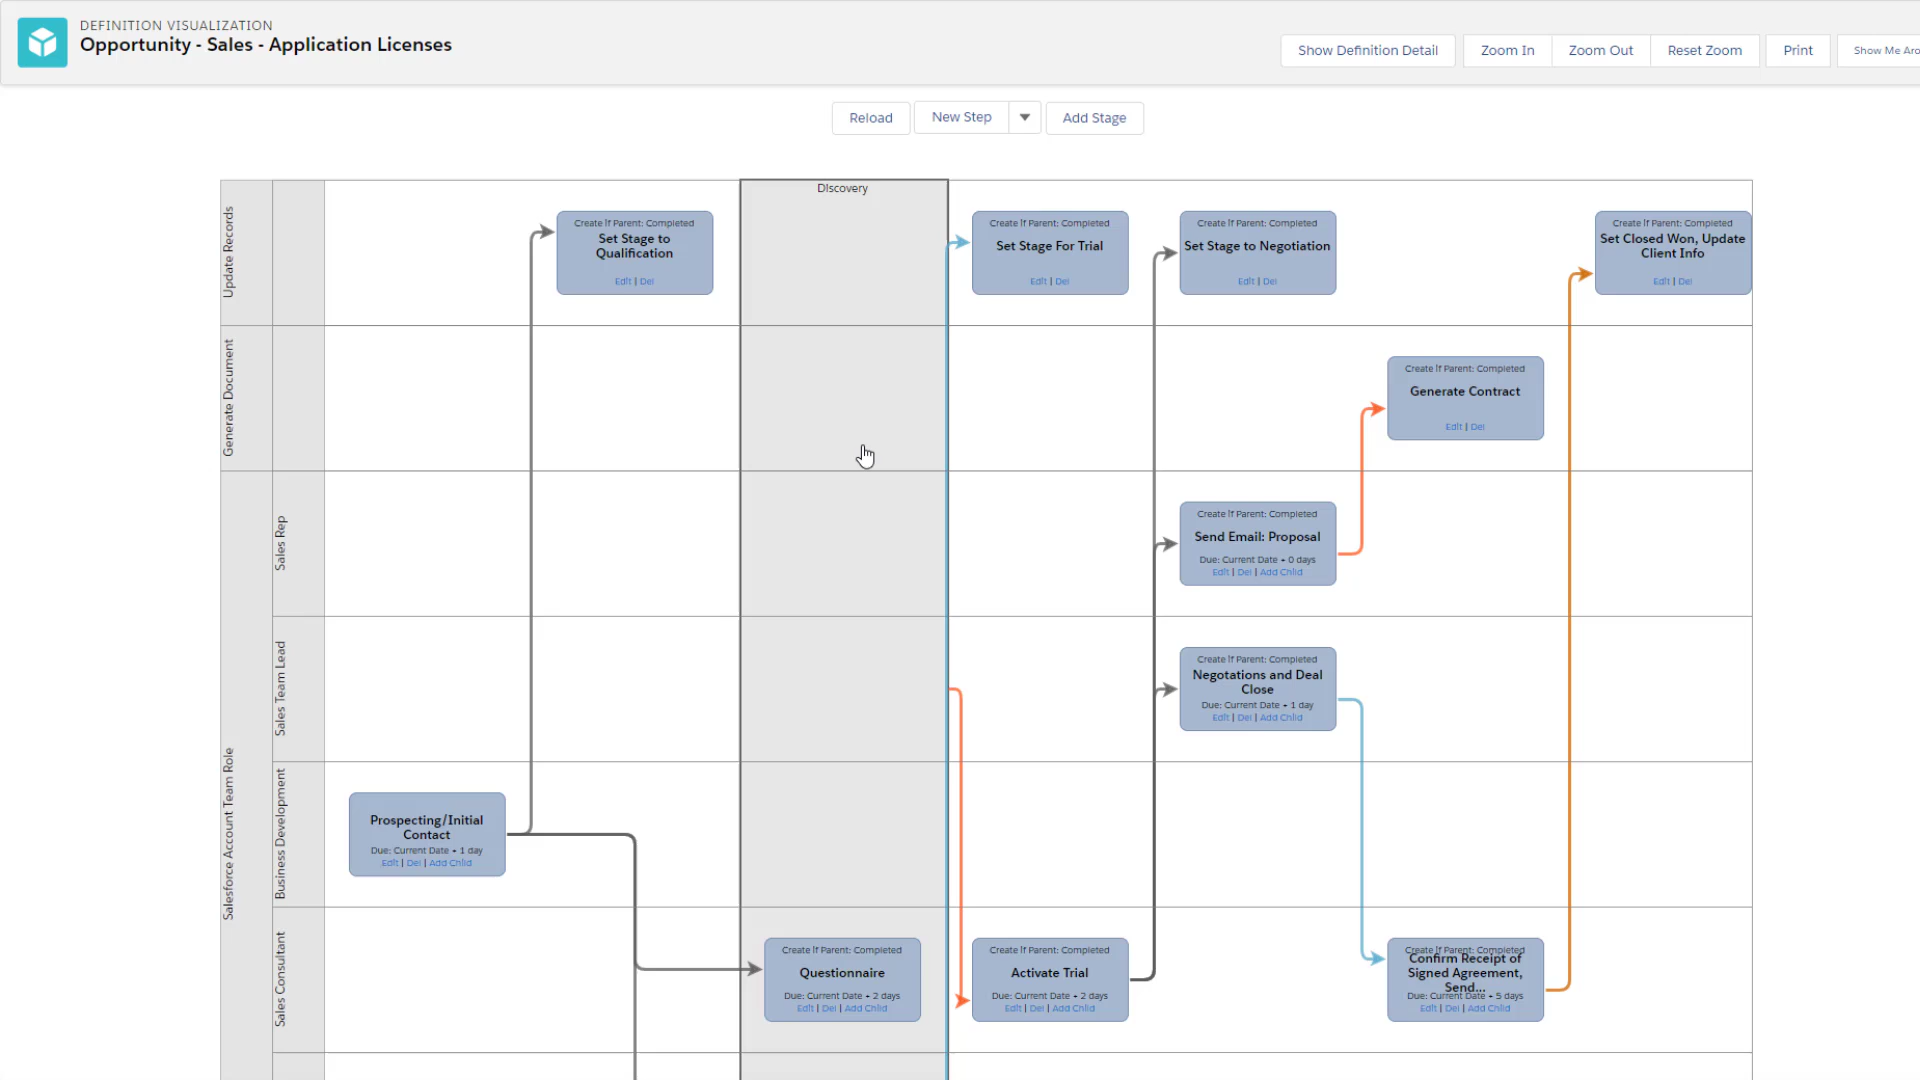 DEFINITION VISUALIZATION
Opportunity - Sales - Application Licenses
Show Definition Detail
Zoom In
Zoom Out
Reset Zoom
Print
Show Me Aro
Reload
New Step
Add Stage
Discovery
Update Records
Create If Parent: Completed
Set Stage to
Qualification
Edit | Del
Create If Parent: Completed
Set Stage For Trial
Edit | Del
Create If Parent: Completed
Set Stage to Negotiation
Edit | Del
Create If Parent: Completed
Set Closed Won, Update
Client Info
Edit | Del
Generate Document
Create If Parent: Completed
Generate Contract
Edit | Del
Salesforce Account Team Role
Sales Rep
Create If Parent: Completed
Send Email: Proposal
Due: Current Date + 0 days
Edit | Del | Add Child
Sales Team Lead
Create If Parent: Completed
Negotations and Deal
Close
Due: Current Date + 1 day
Edit | Del | Add Child
Business Development
Prospecting/Initial
Contact
Due: Current Date + 1 day
Edit | Del | Add Child
Sales Consultant
Create If Parent: Completed
Questionnaire
Due: Current Date + 2 days
Edit | Del | Add Child
Create If Parent: Completed
Activate Trial
Due: Current Date + 2 days
Edit | Del | Add Child
Create If Parent: Completed
Confirm Receipt of
Signed Agreement,
Send...
Due: Current Date + 5 days
Edit | Del | Add Child